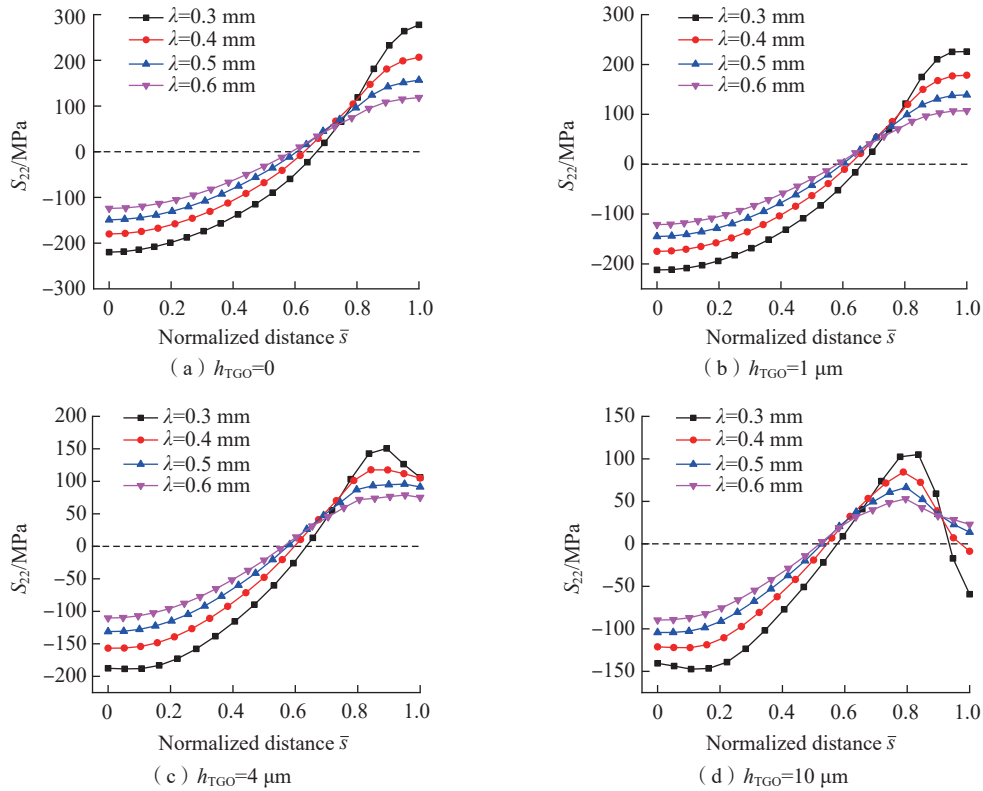 300
200
100
0
−100
−200
−300
S22/MPa
λ=0.3 mm
λ=0.4 mm
λ=0.5 mm
λ=0.6 mm
0 0.2 0.4 0.6 0.8 1.0
Normalized distance s̄
（a）hTGO=0
300
200
100
0
−100
−200
S22/MPa
λ=0.3 mm
λ=0.4 mm
λ=0.5 mm
λ=0.6 mm
0 0.2 0.4 0.6 0.8 1.0
Normalized distance s̄
（b）hTGO=1 μm
200
150
100
50
0
−50
−100
−150
−200
S22/MPa
λ=0.3 mm
λ=0.4 mm
λ=0.5 mm
λ=0.6 mm
0 0.2 0.4 0.6 0.8 1.0
Normalized distance s̄
（c）hTGO=4 μm
150
100
50
0
−50
−100
−150
S22/MPa
λ=0.3 mm
λ=0.4 mm
λ=0.5 mm
λ=0.6 mm
0 0.2 0.4 0.6 0.8 1.0
Normalized distance s̄
（d）hTGO=10 μm